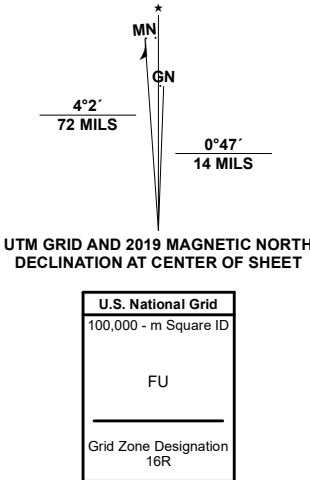 ★
MN
GN
4°2´
72 MILS
0°47´
14 MILS
UTM GRID AND 2019 MAGNETIC NORTH
DECLINATION AT CENTER OF SHEET
U.S. National Grid
100,000 - m Square ID
FU
Grid Zone Designation
16R